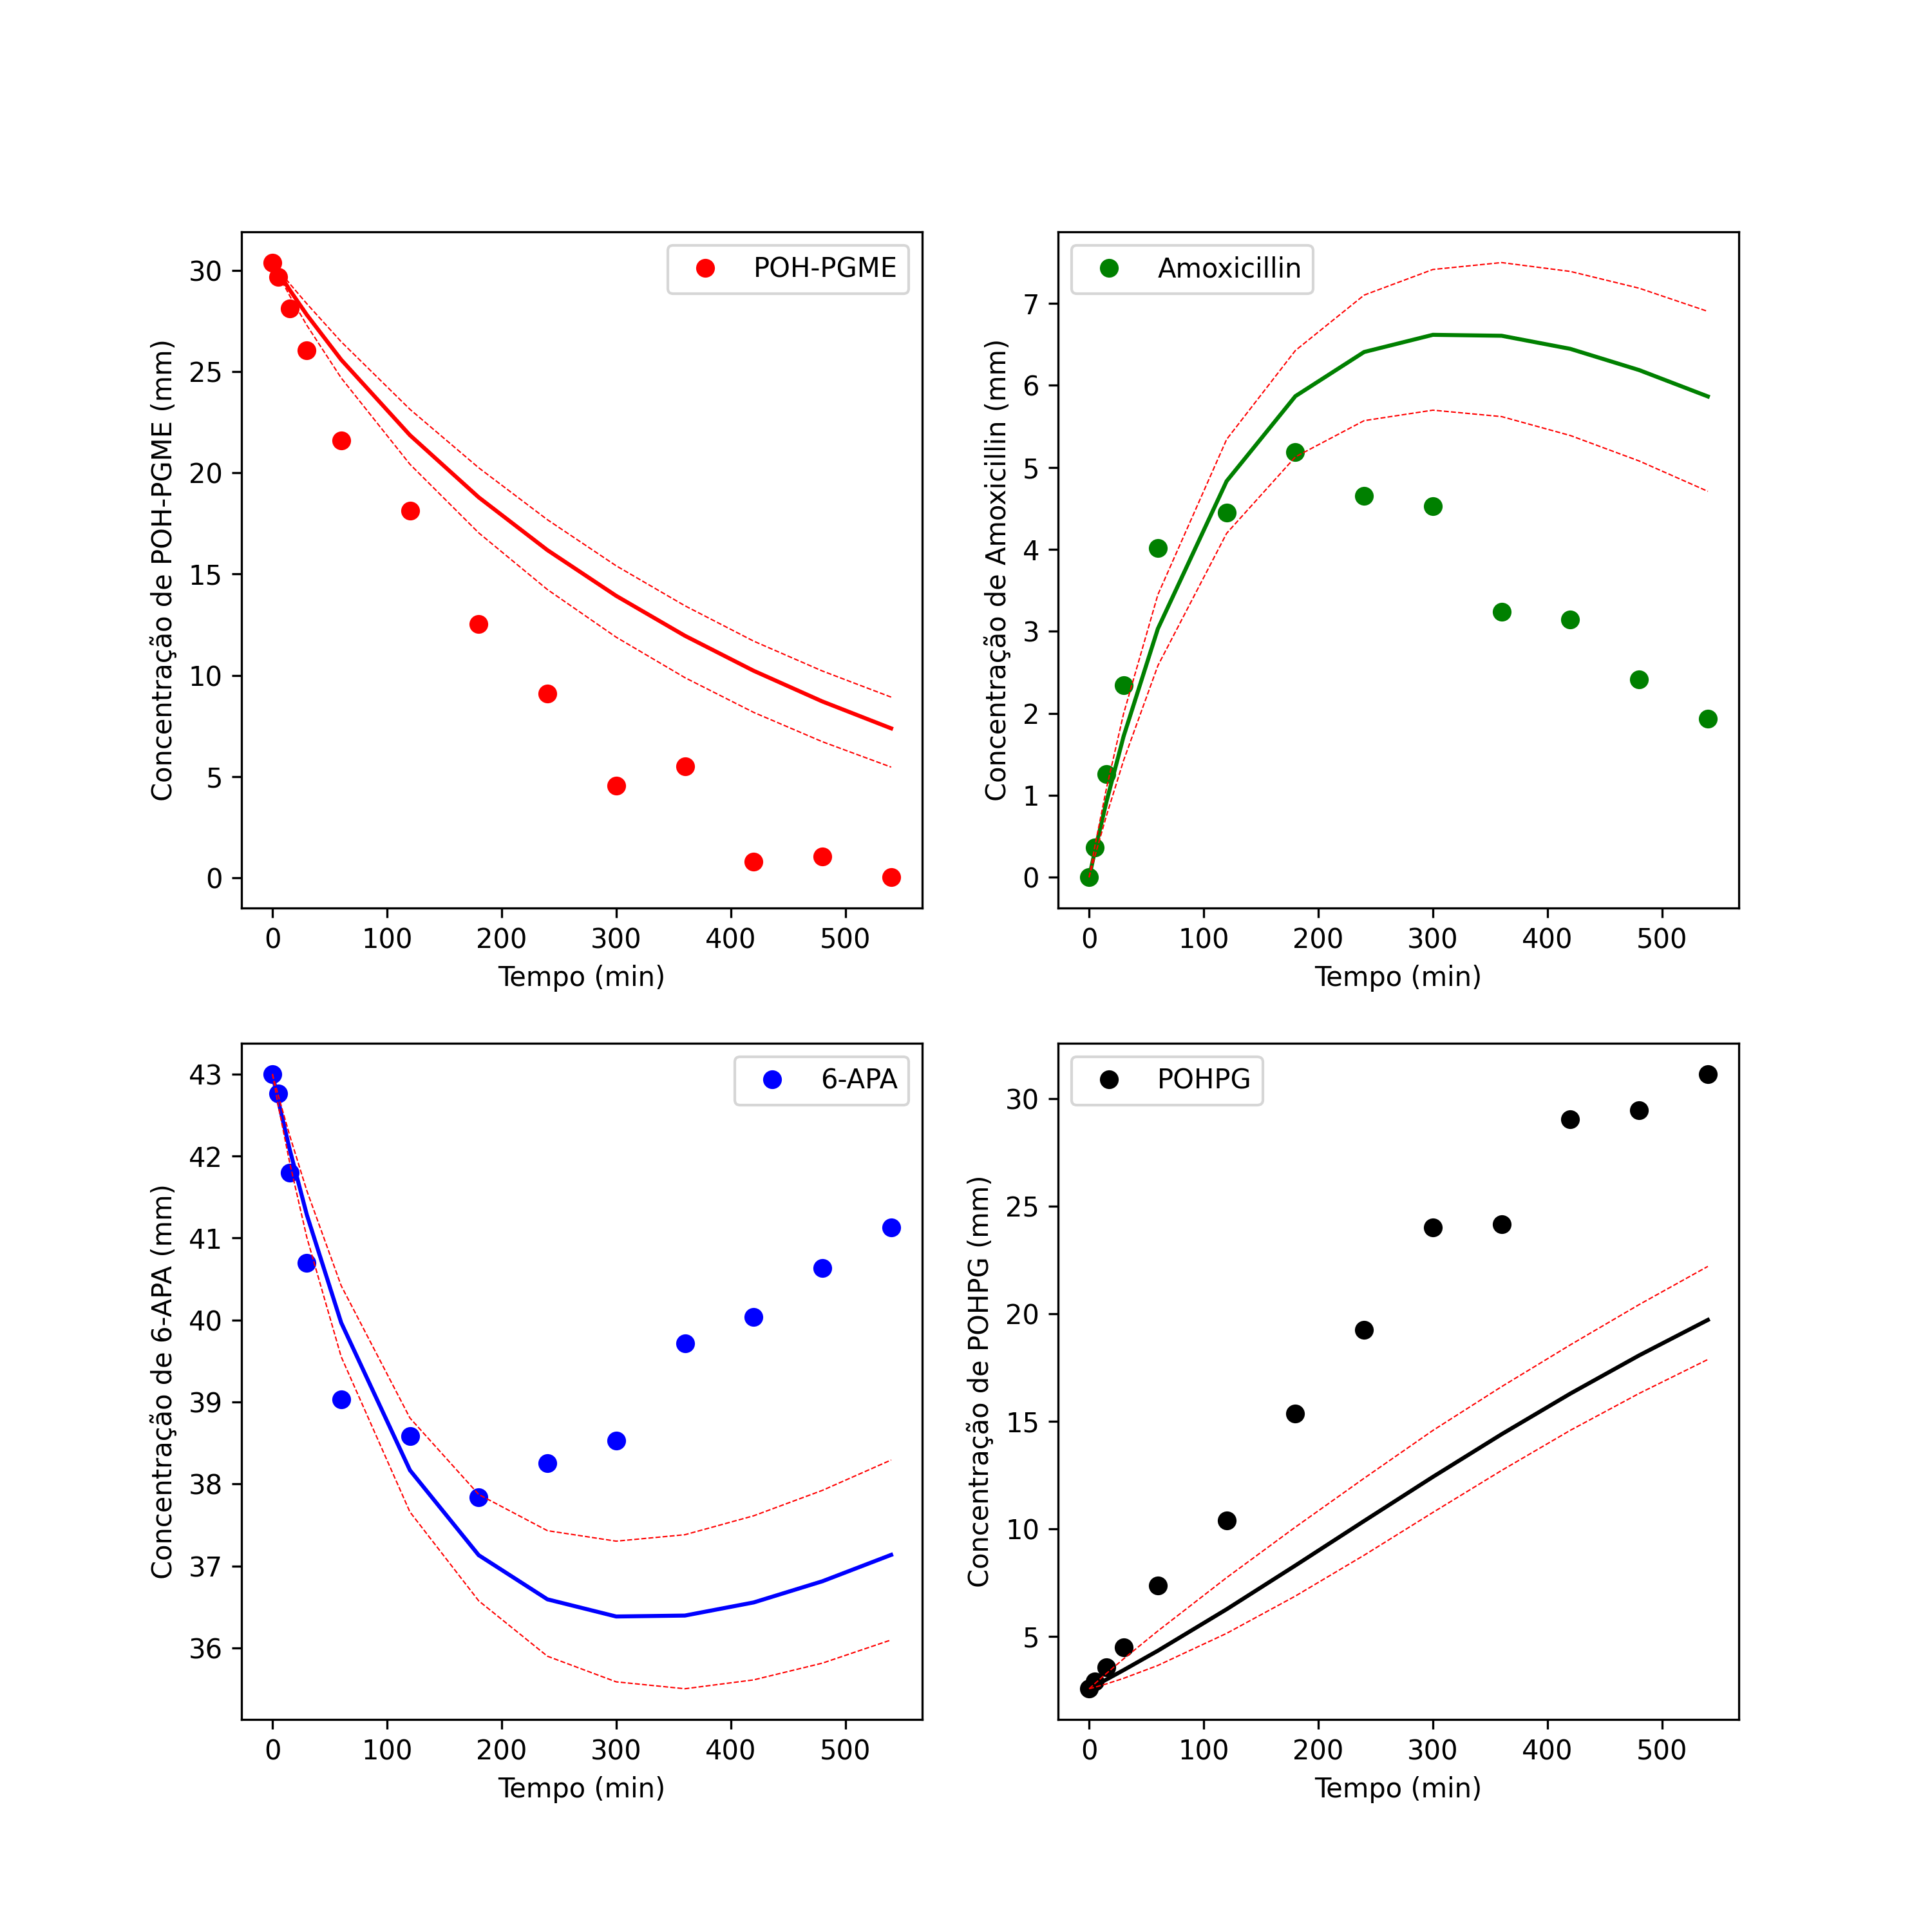 POH-PGME
Concentração de POH-PGME (mm)
30
25
20
15
10
5
0
0 100 200 300 400 500
Tempo (min)
Amoxicillin
Concentração de Amoxicillin (mm)
7
6
5
4
3
2
1
0
0 100 200 300 400 500
Tempo (min)
6-APA
Concentração de 6-APA (mm)
43
42
41
40
39
38
37
36
0 100 200 300 400 500
Tempo (min)
POHPG
Concentração de POHPG (mm)
30
25
20
15
10
5
0 100 200 300 400 500
Tempo (min)